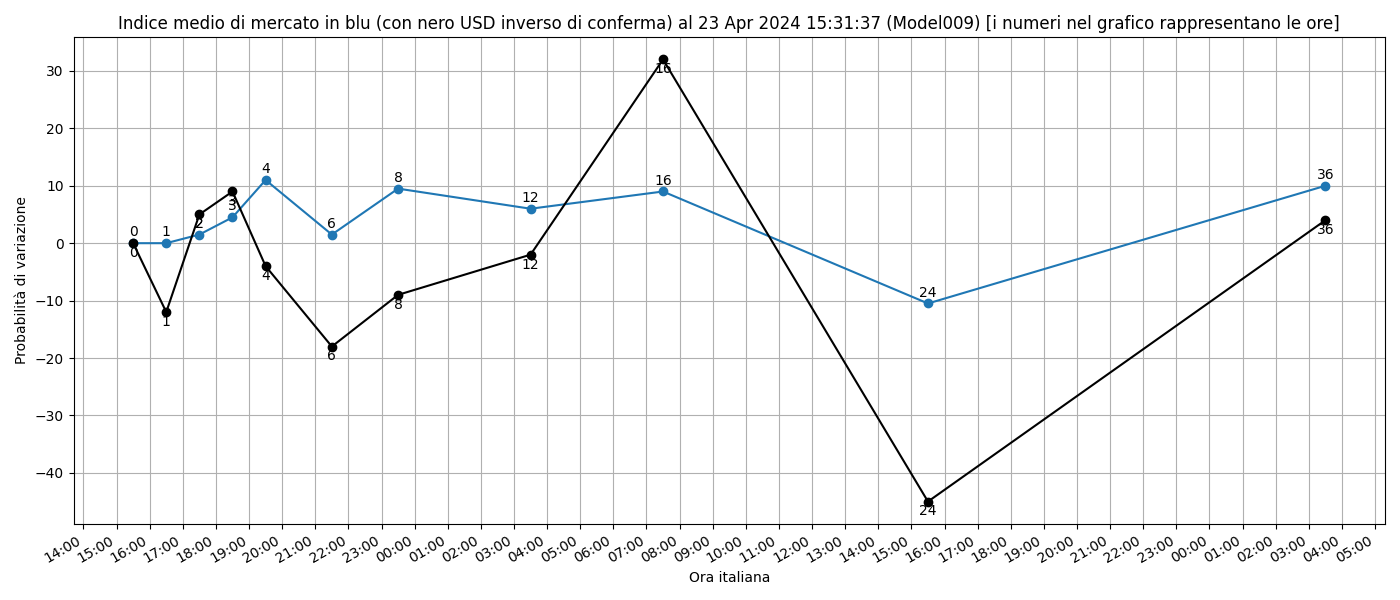 Indice medio di mercato in blu (con nero USD inverso di conferma) al 23 Apr 2024 15:31:37 (Model009) [i numeri nel grafico rappresentano le ore]
Probabilità di variazione
30
20
10
0
−10
−20
−30
−40
0 1 2 3 4 6 8 12 16 24 36
0 1 2 3 4 6 8 12 16 24 36
14:00 15:00 16:00 17:00 18:00 19:00 20:00 21:00 22:00 23:00 00:00 01:00 02:00 03:00 04:00 05:00 06:00 07:00 08:00 09:00 10:00 11:00 12:00 13:00 14:00 15:00 16:00 17:00 18:00 19:00 20:00 21:00 22:00 23:00 00:00 01:00 02:00 03:00 04:00 05:00
Ora italiana